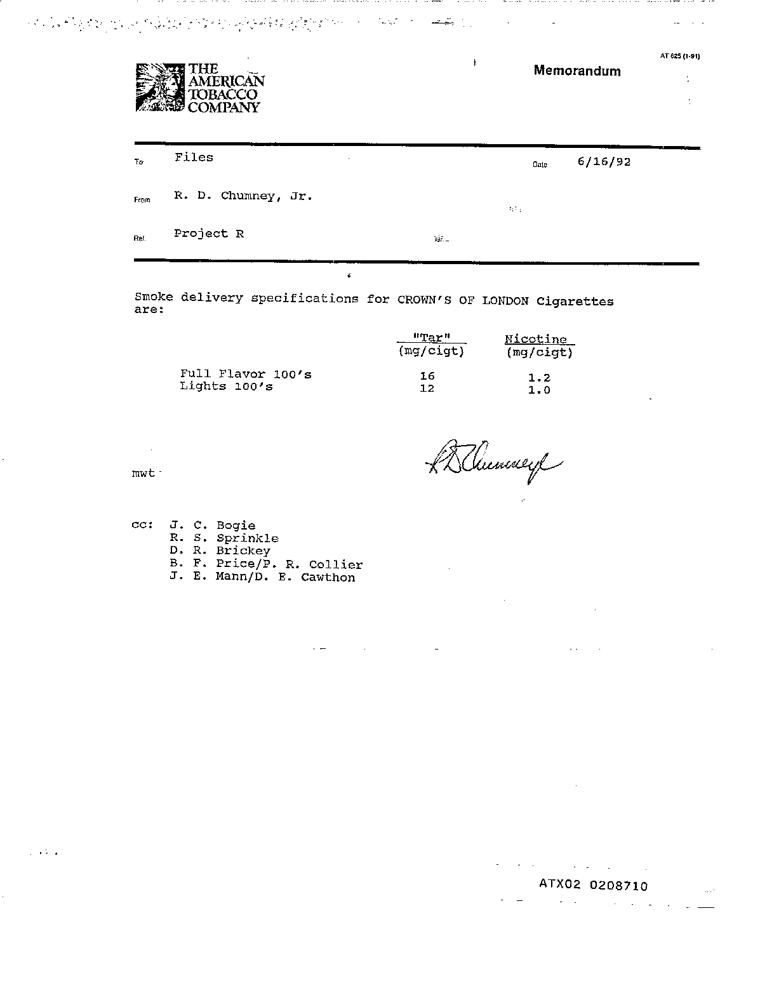 AT 625 (1-91)
THE
AMERICAN
TOBACCO
COMPANY
Memorandum
To Files
Date 6/16/92
From R. D. Chumney, Jr.
Re: Project R
Smoke delivery specifications for CROWN'S OF LONDON Cigarettes
are:
"Tar" Nicotine
(mg/cigt) (mg/cigt)
Full Flavor 100's 16 1.2
Lights 100's 12 1.0
RDChumneyJr
mwt
cc: J. C. Bogie
R. S. Sprinkle
D. R. Brickey
B. F. Price/P. R. Collier
J. E. Mann/D. E. Cawthon
ATX02 0208710